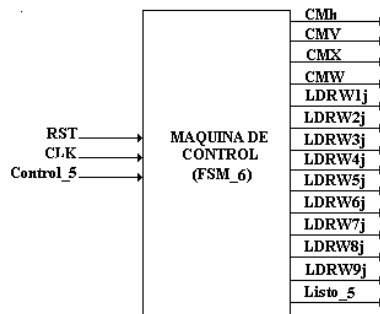 CMh
CMV
CMX
CMW
LDRW1j
LDRW2j
LDRW3j
LDRW4j
LDRW5j
LDRW6j
LDRW7j
LDRW8j
LDRW9j
Listo_5
RST
CLK
Control_5
MAQUINA DE
CONTROL
(FSM_6)